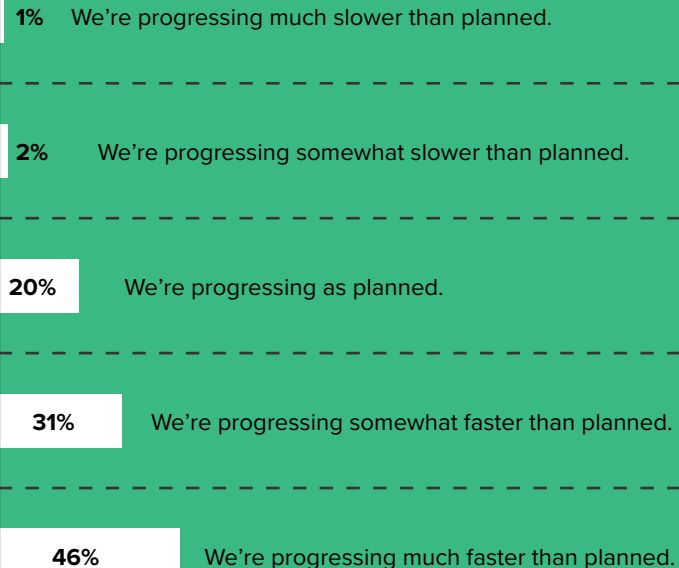 1% We’re progressing much slower than planned.
2% We’re progressing somewhat slower than planned.
20% We’re progressing as planned.
31% We’re progressing somewhat faster than planned.
46% We’re progressing much faster than planned.